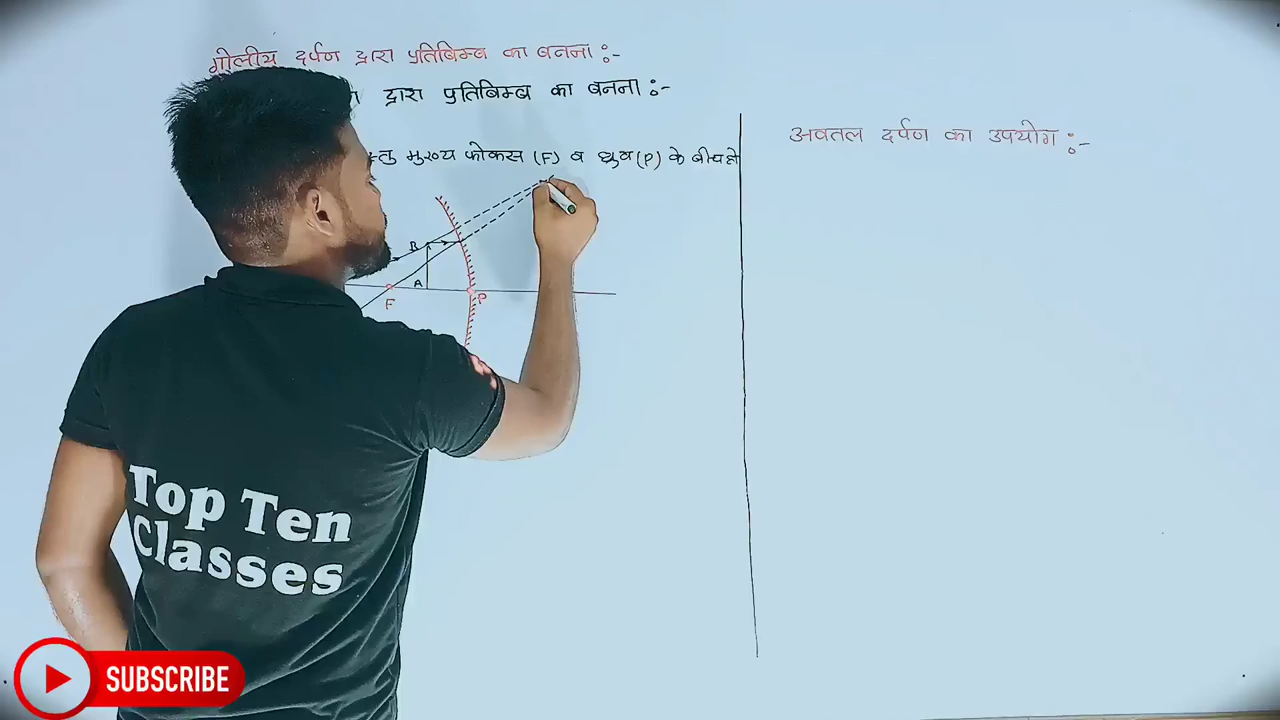 गोलीय दर्पण द्वारा प्रतिबिम्ब का बनना :-
द्वारा प्रतिबिम्ब का बनना :-
मुख्य फोकस (F) व ध्रुव (P) के बीच हो
अवतल दर्पण का उपयोग :-
B
A
F
P
Top Ten
Classes
SUBSCRIBE